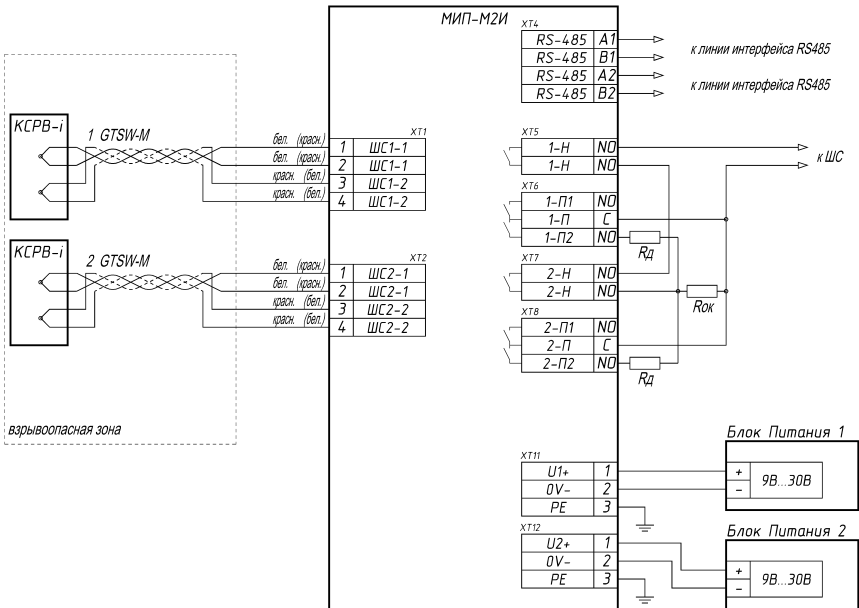 МИП-М2И
XT4
RS-485 A1
RS-485 B1
RS-485 A2
RS-485 B2
к линии интерфейса RS485
к линии интерфейса RS485
КСРВ-i
1 GTSW-M
бел. (красн.)
бел. (красн.)
красн. (бел.)
красн. (бел.)
XT1
1 ШС1-1
2 ШС1-1
3 ШС1-2
4 ШС1-2
XT5
1-Н NO
1-Н NO
к ШС
XT6
1-П1 NO
1-П C
1-П2 NO
Rд
КСРВ-i
2 GTSW-M
бел. (красн.)
бел. (красн.)
красн. (бел.)
красн. (бел.)
XT2
1 ШС2-1
2 ШС2-1
3 ШС2-2
4 ШС2-2
XT7
2-Н NO
2-Н NO
Rок
XT8
2-П1 NO
2-П C
2-П2 NO
Rд
взрывоопасная зона
XT11
U1+ 1
0V- 2
PE 3
Блок Питания 1
+
-
9В...30В
XT12
U2+ 1
0V- 2
PE 3
Блок Питания 2
+
-
9В...30В